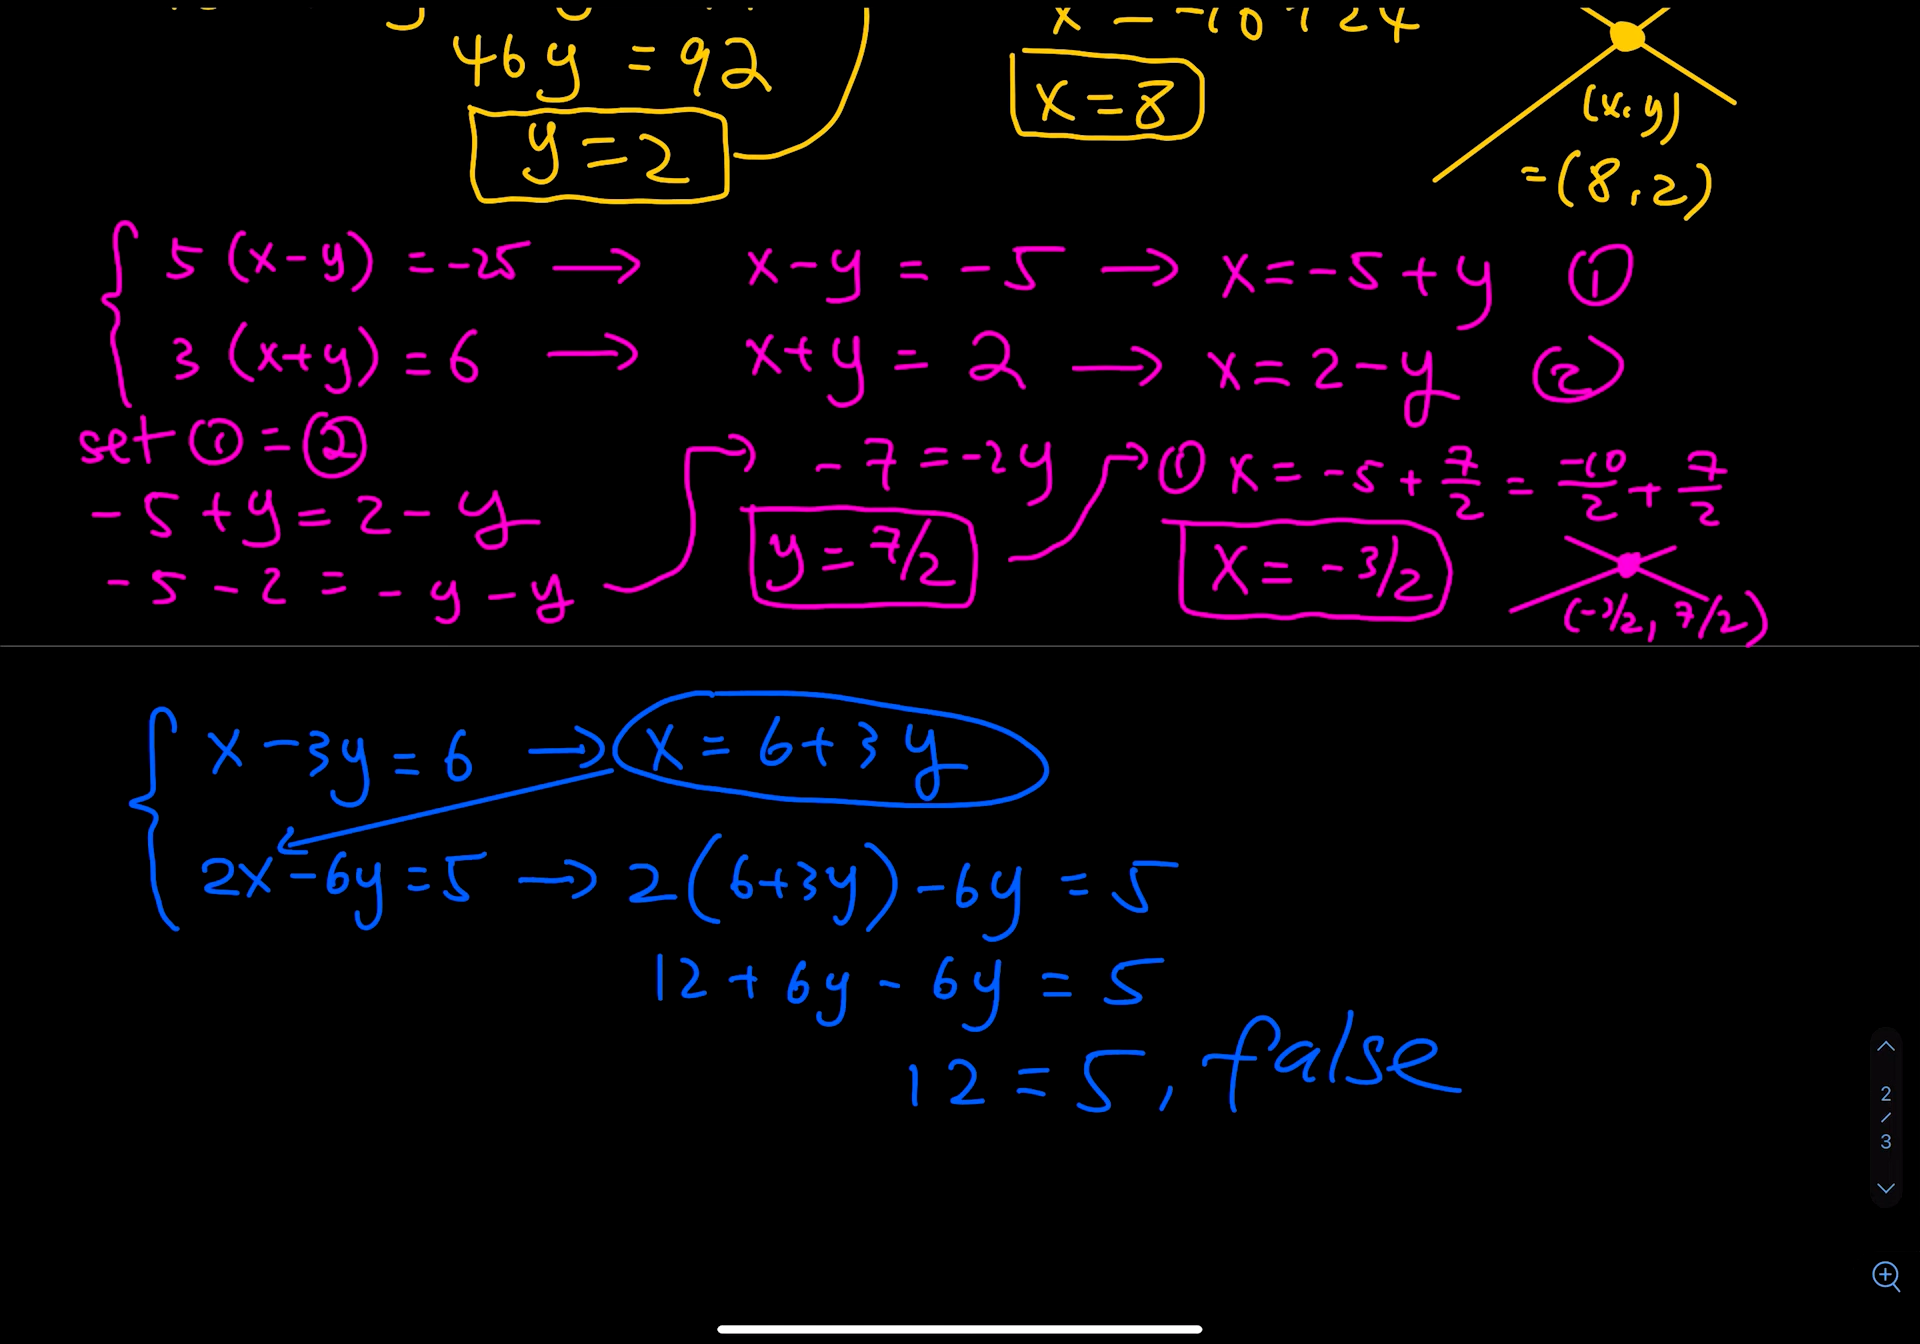 x = -10 + 24
46y = 92
x = 8
y = 2
(x, y)
= (8, 2)
5 (x - y) = -25 → x - y = -5 → x = -5 + y ①
3 (x + y) = 6 → x + y = 2 → x = 2 - y ②
set ① = ②
-5 + y = 2 - y
-5 - 2 = -y - y
-7 = -2y
y = 7/2
① x = -5 + 7/2 = -10/2 + 7/2
x = -3/2
(-3/2, 7/2)
x - 3y = 6 → x = 6 + 3y
2x - 6y = 5 → 2(6+3y) - 6y = 5
12 + 6y - 6y = 5
12 = 5, false
2
/
3